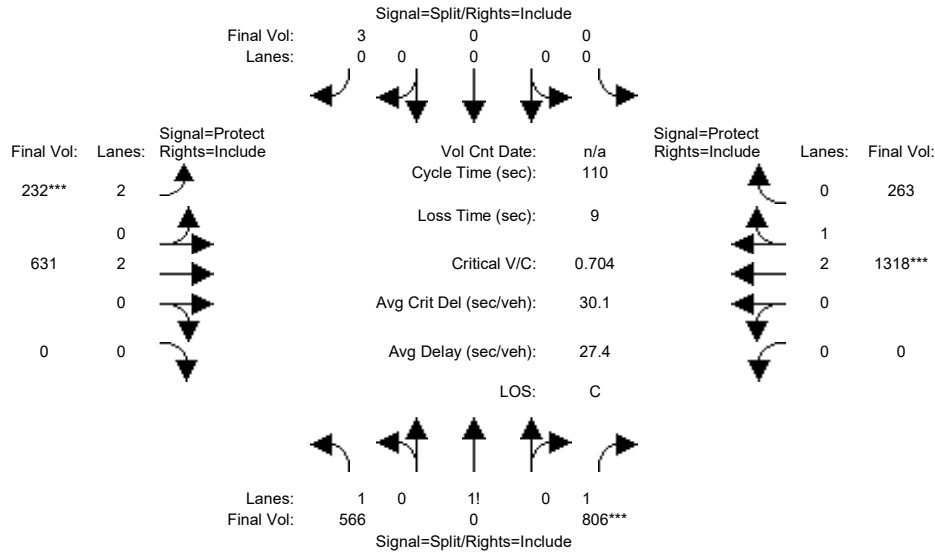 Signal=Split/Rights=Include
Final Vol: 3 0 0
Lanes: 0 0 0 0 0
Signal=Protect
Final Vol: Lanes: Rights=Include
Vol Cnt Date: n/a
Signal=Protect
Rights=Include Lanes: Final Vol:
Cycle Time (sec): 110
232*** 2
0 263
Loss Time (sec): 9
0
1
631 2
Critical V/C: 0.704
2 1318***
0
Avg Crit Del (sec/veh): 30.1
0
0 0
Avg Delay (sec/veh): 27.4
0 0
LOS: C
Lanes: 1 0 1! 0 1
Final Vol: 566 0 806***
Signal=Split/Rights=Include